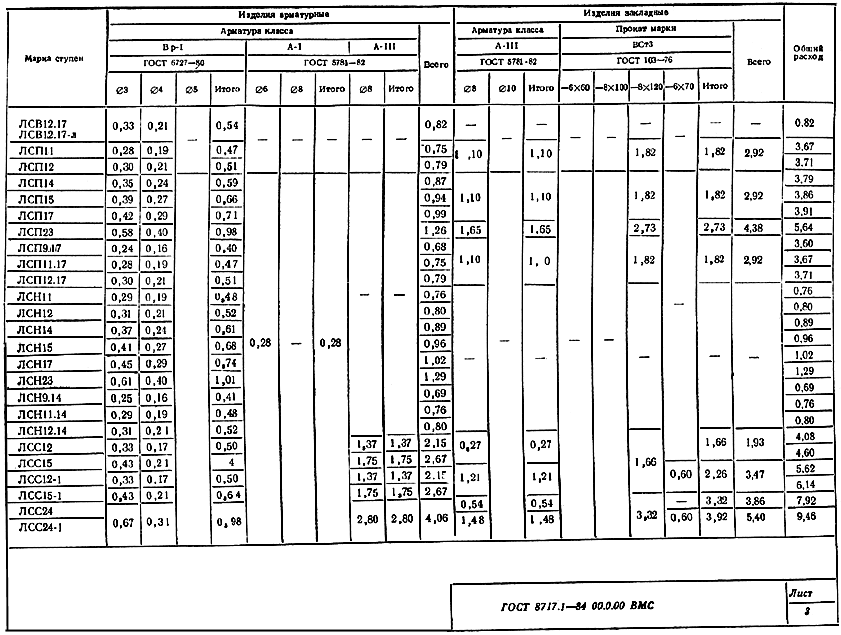 Марка ступен Изделия арматурные Изделия закладные Общий расход
Арматура класса Всего Арматура класса Прокат марки Всего
Вр-I А-I А-III А-III ВСт3
ГОСТ 6727—80 ГОСТ 5781—82 ГОСТ 5781-82 ГОСТ 103—76
∅3 ∅4 ∅5 Итого ∅6 ∅8 Итого ∅8 Итого ∅8 ∅10 Итого —6×60 —8×100 —8×120 —6×70 Итого
ЛСВ12.17 0,33 0,21 — 0,54 — — — — — 0,82 — — — — — — — — — 0.82
ЛСВ12.17-л
ЛСП11 0,28 0,19 0,47 0,75 1 ,10 1,10 1,82 1,82 2,92 3,67
ЛСП12 0,30 0,21 0,51 0,79 3.71
ЛСП14 0,35 0,24 0,59 0,87 3,79
ЛСП15 0,39 0,27 0,66 0,94 1,10 1,10 1,82 1,82 2,92 3,86
ЛСП17 0,42 0,29 0,71 0,99 3,91
ЛСП23 0,58 0,40 0,98 1,26 1,65 1,65 2,73 2,73 4,38 5,64
ЛСП9.17 0,24 0,16 0,40 0,68 3,60
ЛСП11.17 0,28 0,19 0,47 0,75 1,10 1, 0 1,82 1,82 2,92 3,67
ЛСП12.17 0,30 0,21 0,51 0,79 3,71
ЛСН11 0,29 0,19 0,48 — — 0,76 — 0,76
ЛСН12 0,31 0,21 0,52 0,80 0,80
ЛСН14 0,37 0,24 0,61 0,89 0,89
ЛСН15 0,41 0,27 0,68 0,28 — 0,28 0,96 0,96
ЛСН17 0,45 0,29 0,74 1,02 — — — — — — 1,02
ЛСН23 0,61 0,40 1,01 1,29 1,29
ЛСН9.14 0,25 0,16 0,41 0,69 0,69
ЛСН11.14 0,29 0,19 0,48 0,76 0,76
ЛСН12.14 0,31 0,21 0,52 0,80 0,80
ЛСС12 0,33 0,17 0,50 1,37 1,37 2,15 0,27 0,27 1,66 1,93 4,08
ЛСС15 0,43 0,21 4 1,75 1,75 2,67 1,66 4,60
ЛСС12-1 0,33 0.17 0,50 1,37 1,37 2.15 1,21 1,21 0,60 2,26 3,47 5,62
ЛСС15-1 0,43 0,21 0,64 1,75 1,75 2,67 6,14
ЛСС24 0,54 0,54 — 3,32 3,86 7,92
ЛСС24-1 0,67 0,31 0,98 2,80 2,80 4,06 1,48 1 ,48 3,32 0,60 3,92 5,40 9,46
ГОСТ 8717.1—84 00.0.00 ВМС Лист
3